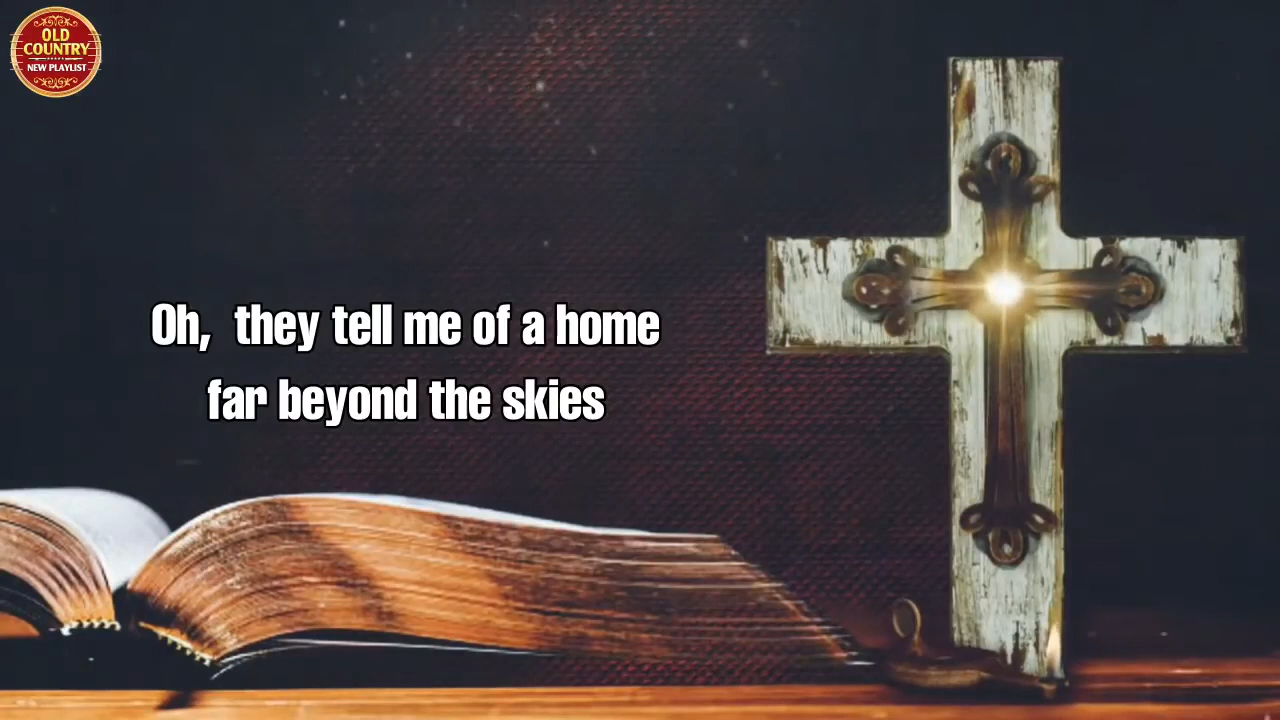 OLD
COUNTRY
NEW PLAYLIST
Oh, they tell me of a home
far beyond the skies